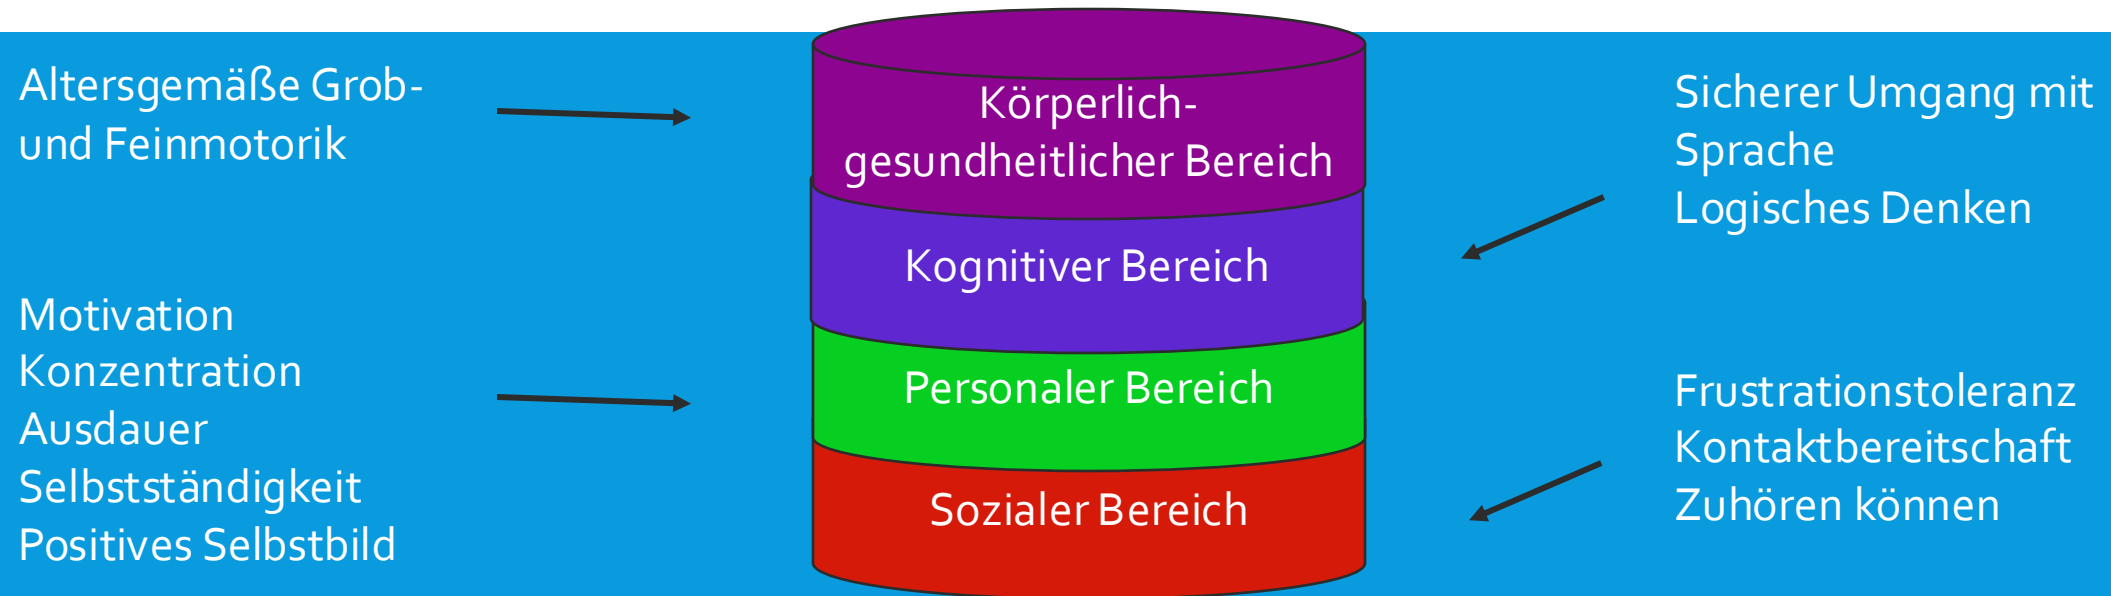 Altersgemäße Grob-
und Feinmotorik
Motivation
Konzentration
Ausdauer
Selbstständigkeit
Positives Selbstbild
Körperlich-
gesundheitlicher Bereich
Kognitiver Bereich
Personaler Bereich
Sozialer Bereich
Sicherer Umgang mit
Sprache
Logisches Denken
Frustrationstoleranz
Kontaktbereitschaft
Zuhören können